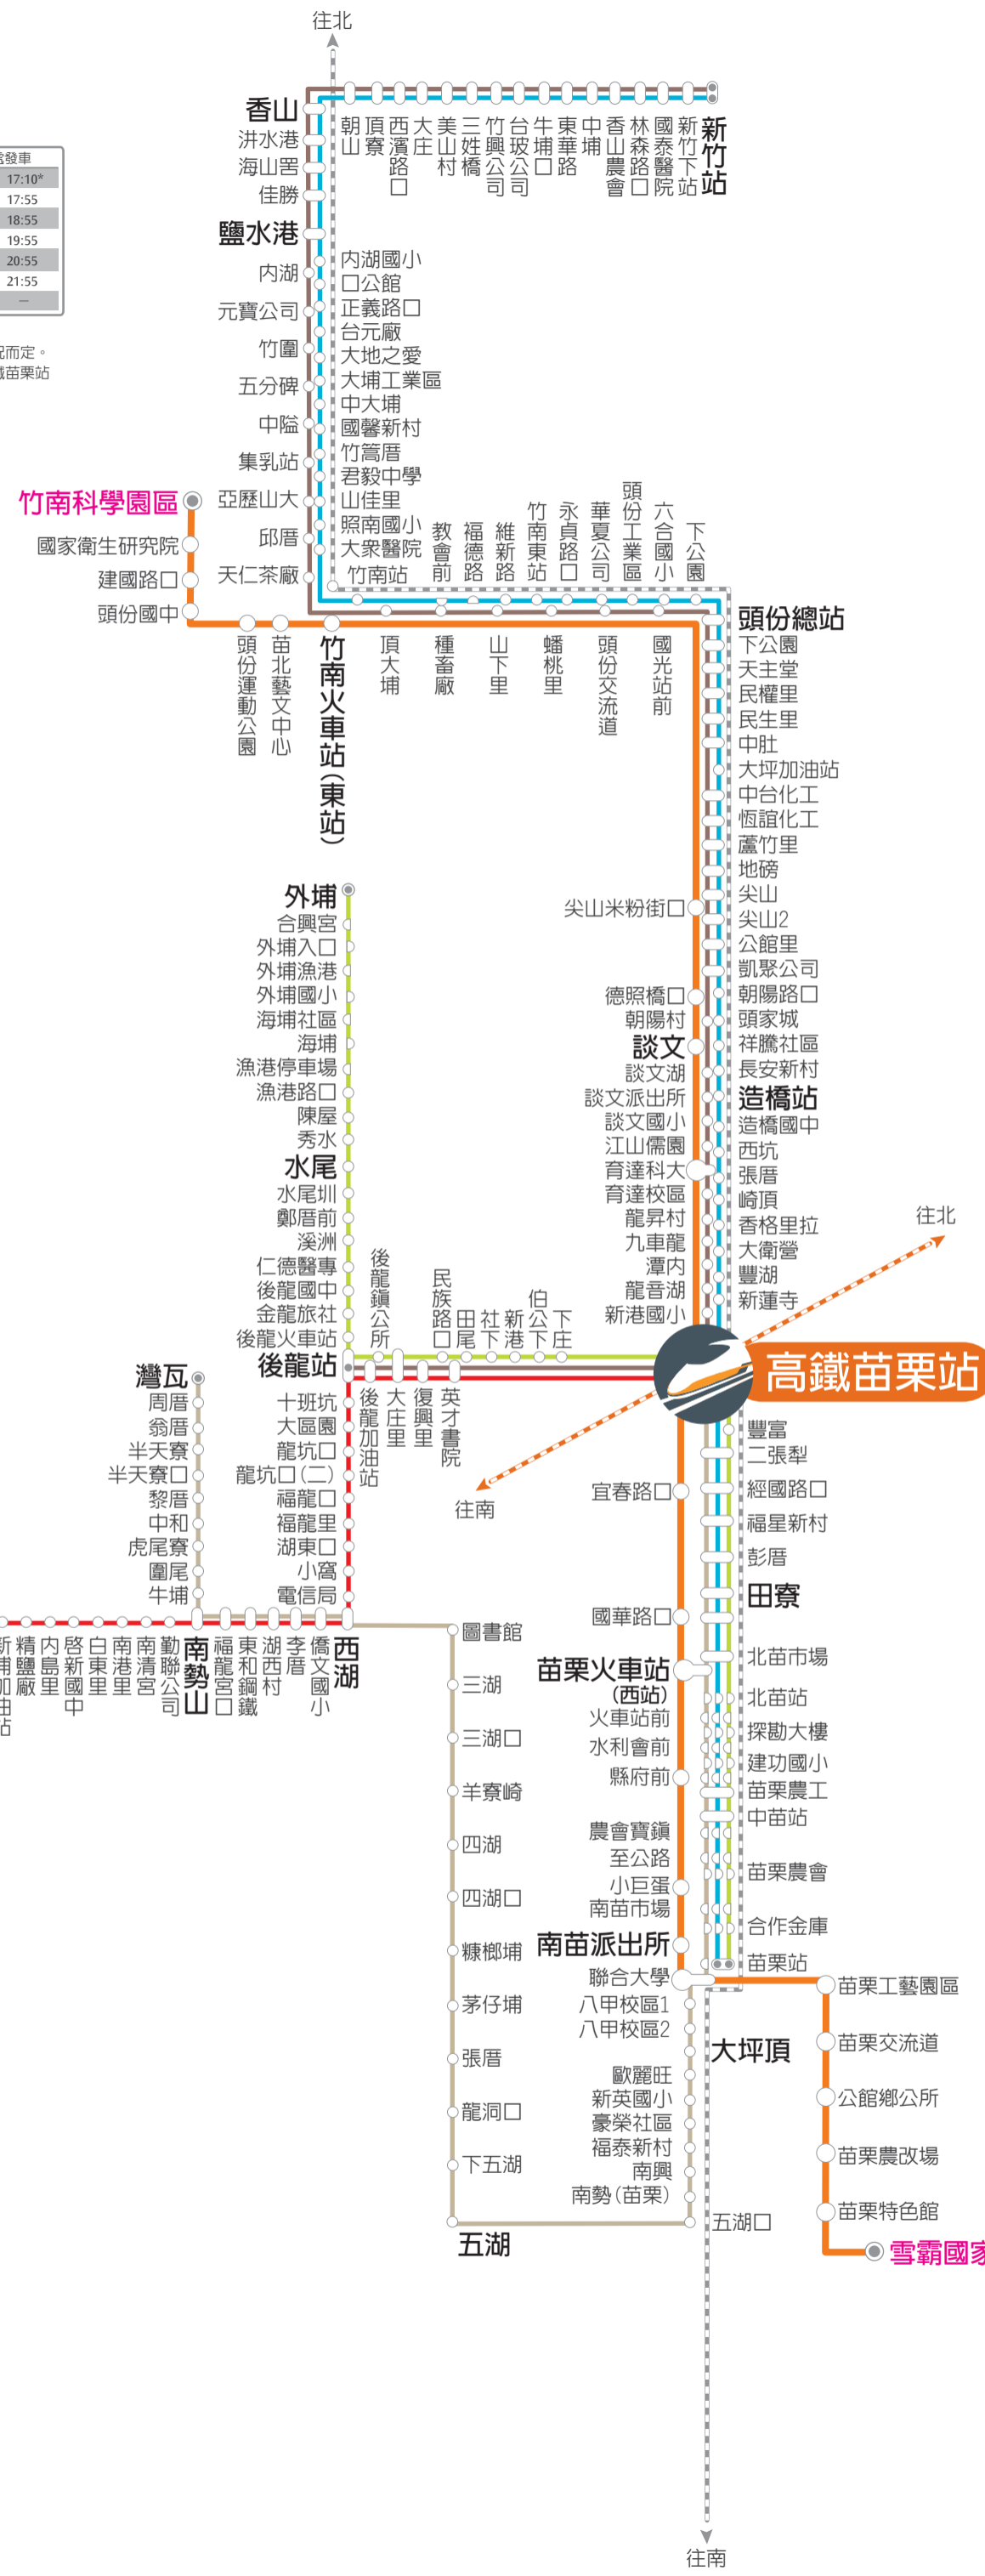 往北
香山
汫水港
海山罟
佳勝
鹽水港
內湖
元寶公司
竹圍
五分碑
中隘
集乳站
亞歷山大
邱厝
天仁茶廠
朝山
頂寮
西濱路口
大庄
美山村
三姓橋
竹興公司
台玻公司
牛埔口
東華路
中埔
香山農會
林森路口
國泰醫院
新竹下站
新竹站
發車
17:10*
17:55
18:55
19:55
20:55
21:55
—
況而定。
鐵苗栗站
內湖國小
口公館
正義路口
台元廠
大地之愛
大埔工業區
中大埔
國馨新村
竹篙厝
君毅中學
山佳里
照南國小
大眾醫院
竹南站
教會前
福德路
維新路
竹南東站
永貞路口
華夏公司
頭份工業區
六合國小
下公園
竹南科學園區
國家衛生研究院
建國路口
頭份國中
頭份運動公園
苗北藝文中心
竹南火車站(東站)
頂大埔
種畜廠
山下里
蟠桃里
頭份交流道
國光站前
頭份總站
下公園
天主堂
民權里
民生里
中肚
大坪加油站
中台化工
恆誼化工
蘆竹里
地磅
尖山
尖山2
公館里
凱聚公司
朝陽路口
頭家城
祥騰社區
長安新村
造橋站
造橋國中
西坑
張厝
崎頂
香格里拉
大衛營
豐湖
新蓮寺
尖山米粉街口
德照橋口
朝陽村
談文
談文湖
談文派出所
談文國小
江山儒園
育達科大
育達校區
龍昇村
九車龍
潭內
龍音湖
新港國小
外埔
合興宮
外埔入口
外埔漁港
外埔國小
海埔社區
海埔
漁港停車場
漁港路口
陳屋
秀水
水尾
水尾圳
鄭厝前
溪洲
仁德醫專
後龍國中
金龍旅社
後龍火車站
後龍站
後龍鎮公所
民族路口
田尾
社下
新港
伯公下
下庄
往北
高鐵苗栗站
往南
後龍加油站
大庄里
復興里
英才書院
灣瓦
周厝
翁厝
半天寮
半天寮口
黎厝
中和
虎尾寮
圍尾
牛埔
十班坑
大區園
龍坑口
龍坑口(二)
福龍口
福龍里
湖東口
小窩
電信局
新埔加油站
精鹽廠
內島里
啓新國中
白東里
南港里
南清宮
勤聯公司
南勢山
福龍宮口
東和鋼鐵
湖西村
李厝
僑文國小
西湖
圖書館
三湖
三湖口
羊寮崎
四湖
四湖口
糠榔埔
茅仔埔
張厝
龍洞口
下五湖
五湖
宜春路口
國華路口
苗栗火車站
(西站)
火車站前
水利會前
縣府前
農會寶鎮
至公路
小巨蛋
南苗市場
南苗派出所
聯合大學
八甲校區1
八甲校區2
大坪頂
歐麗旺
新英國小
豪榮社區
福泰新村
南興
南勢(苗栗)
五湖口
豐富
二張犁
經國路口
福星新村
彭厝
田寮
北苗市場
北苗站
探勘大樓
建功國小
苗栗農工
中苗站
苗栗農會
合作金庫
苗栗站
苗栗工藝園區
苗栗交流道
公館鄉公所
苗栗農改場
苗栗特色館
雪霸國家
往南